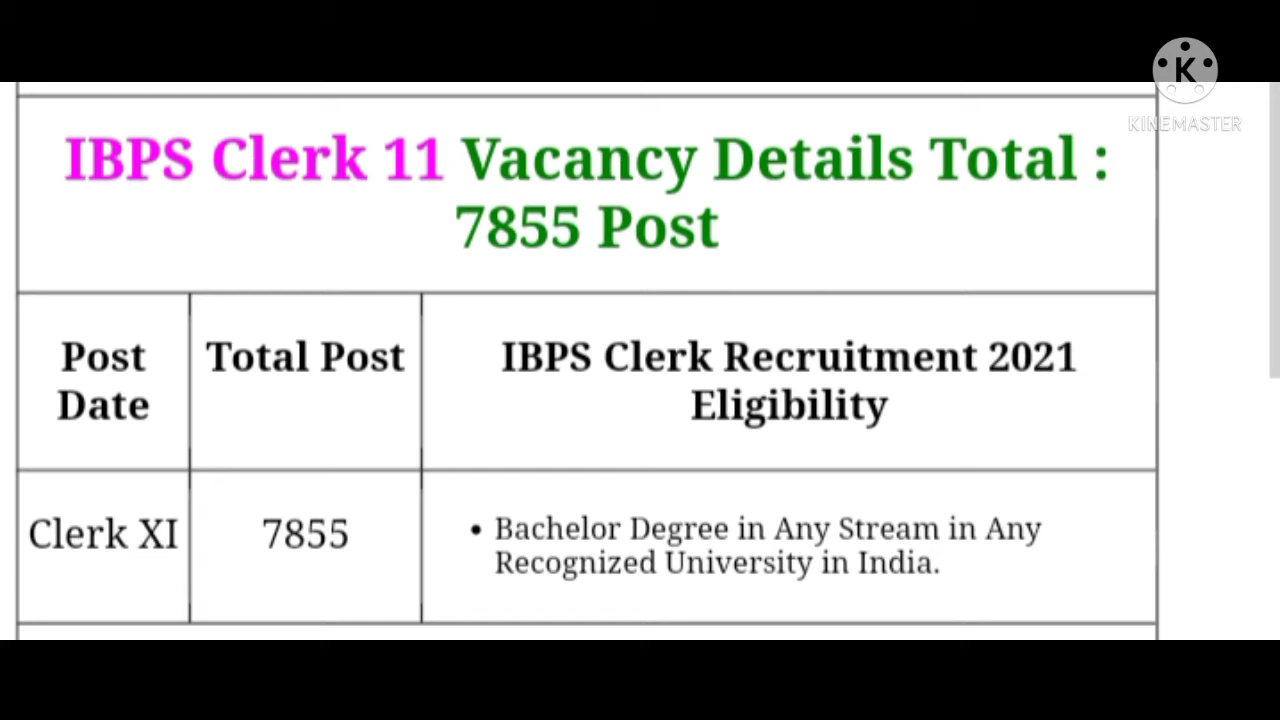 K
KINEMASTER
IBPS Clerk 11 Vacancy Details Total :
7855 Post
Post
Date
Total Post
IBPS Clerk Recruitment 2021
Eligibility
Clerk XI
7855
• Bachelor Degree in Any Stream in Any
Recognized University in India.